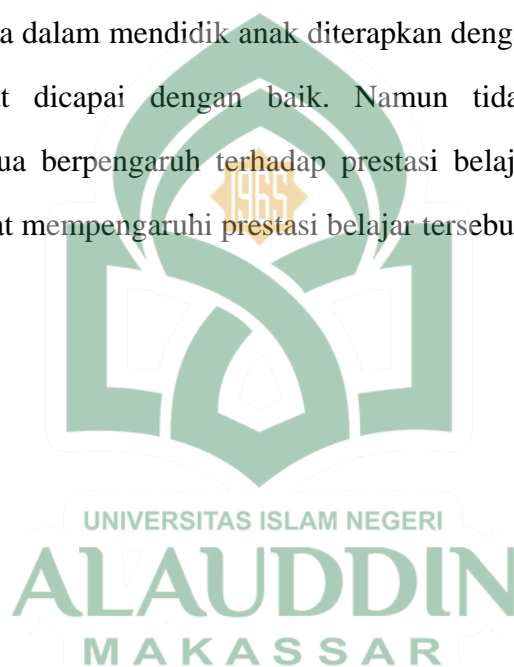 a dalam mendidik anak diterapkan deng
t dicapai dengan baik. Namun tida
ua berpengaruh terhadap prestasi belaj
at mempengaruhi prestasi belajar tersebu
1965
UNIVERSITAS ISLAM NEGERI
ALAUDDIN
MAKASSAR